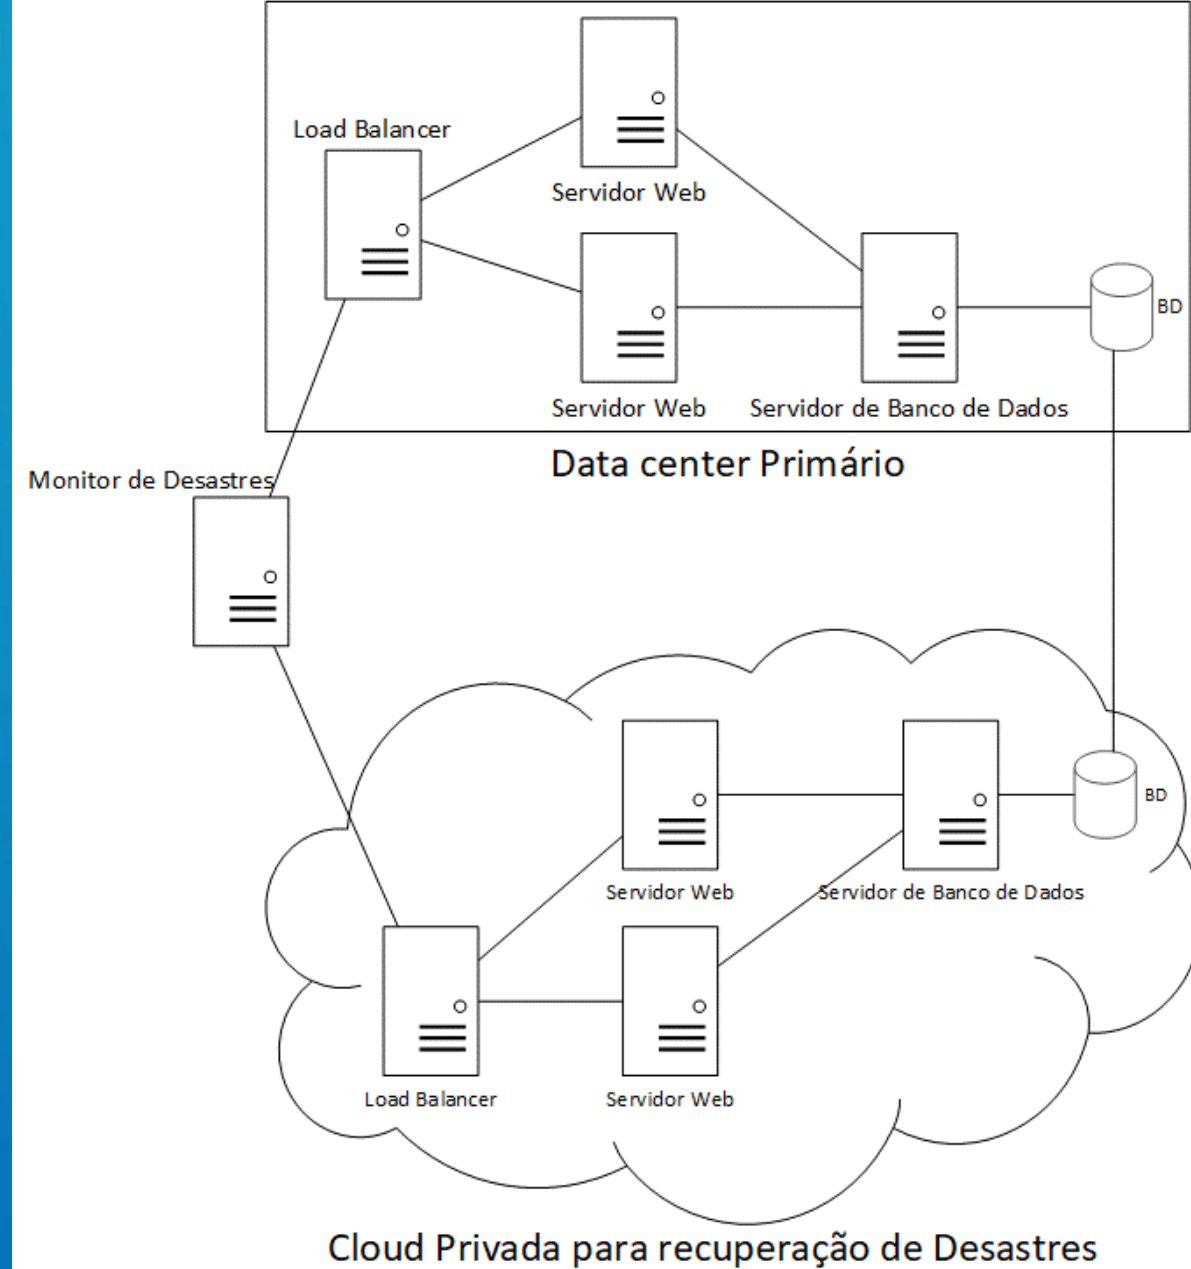 Load Balancer
Servidor Web
BD
Servidor Web
Servidor de Banco de Dados
Data center Primário
Monitor de Desastres
BD
Servidor Web
Servidor de Banco de Dados
Load Balancer
Servidor Web
Cloud Privada para recuperação de Desastres